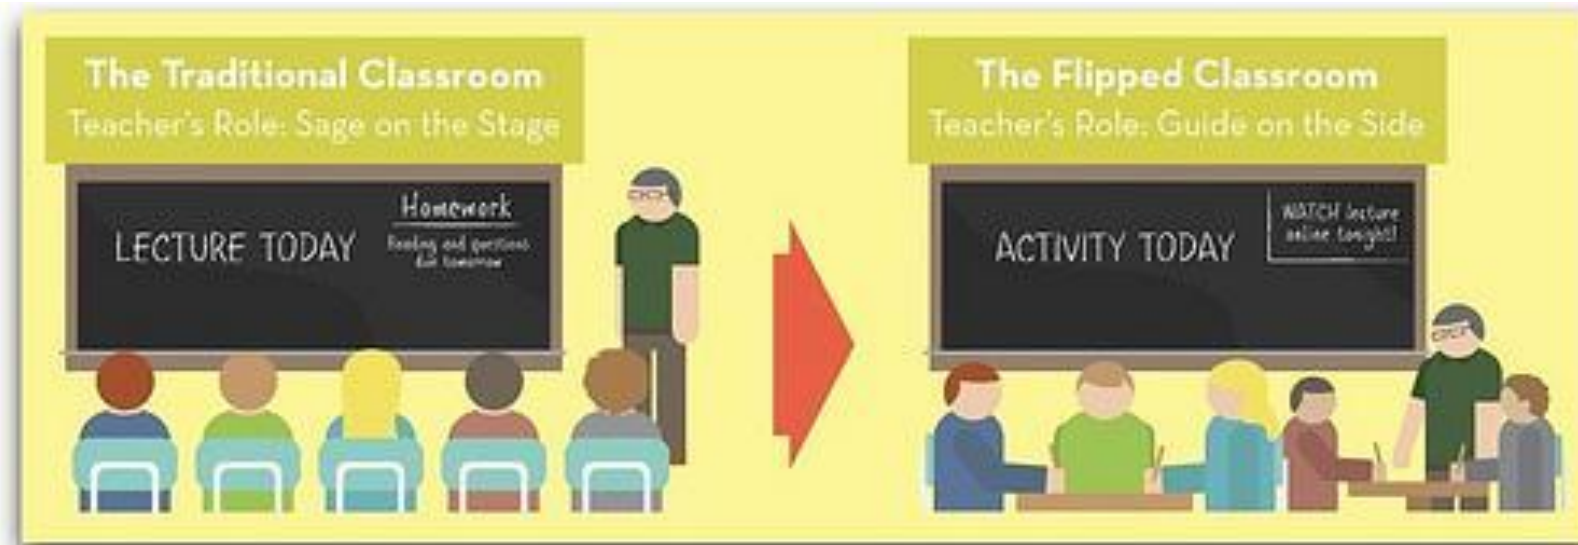 The Traditional Classroom
Teacher's Role: Sage on the Stage
LECTURE TODAY
Homework
Reading and questions
due tomorrow
The Flipped Classroom
Teacher's Role: Guide on the Side
ACTIVITY TODAY
WATCH lecture
online tonight!